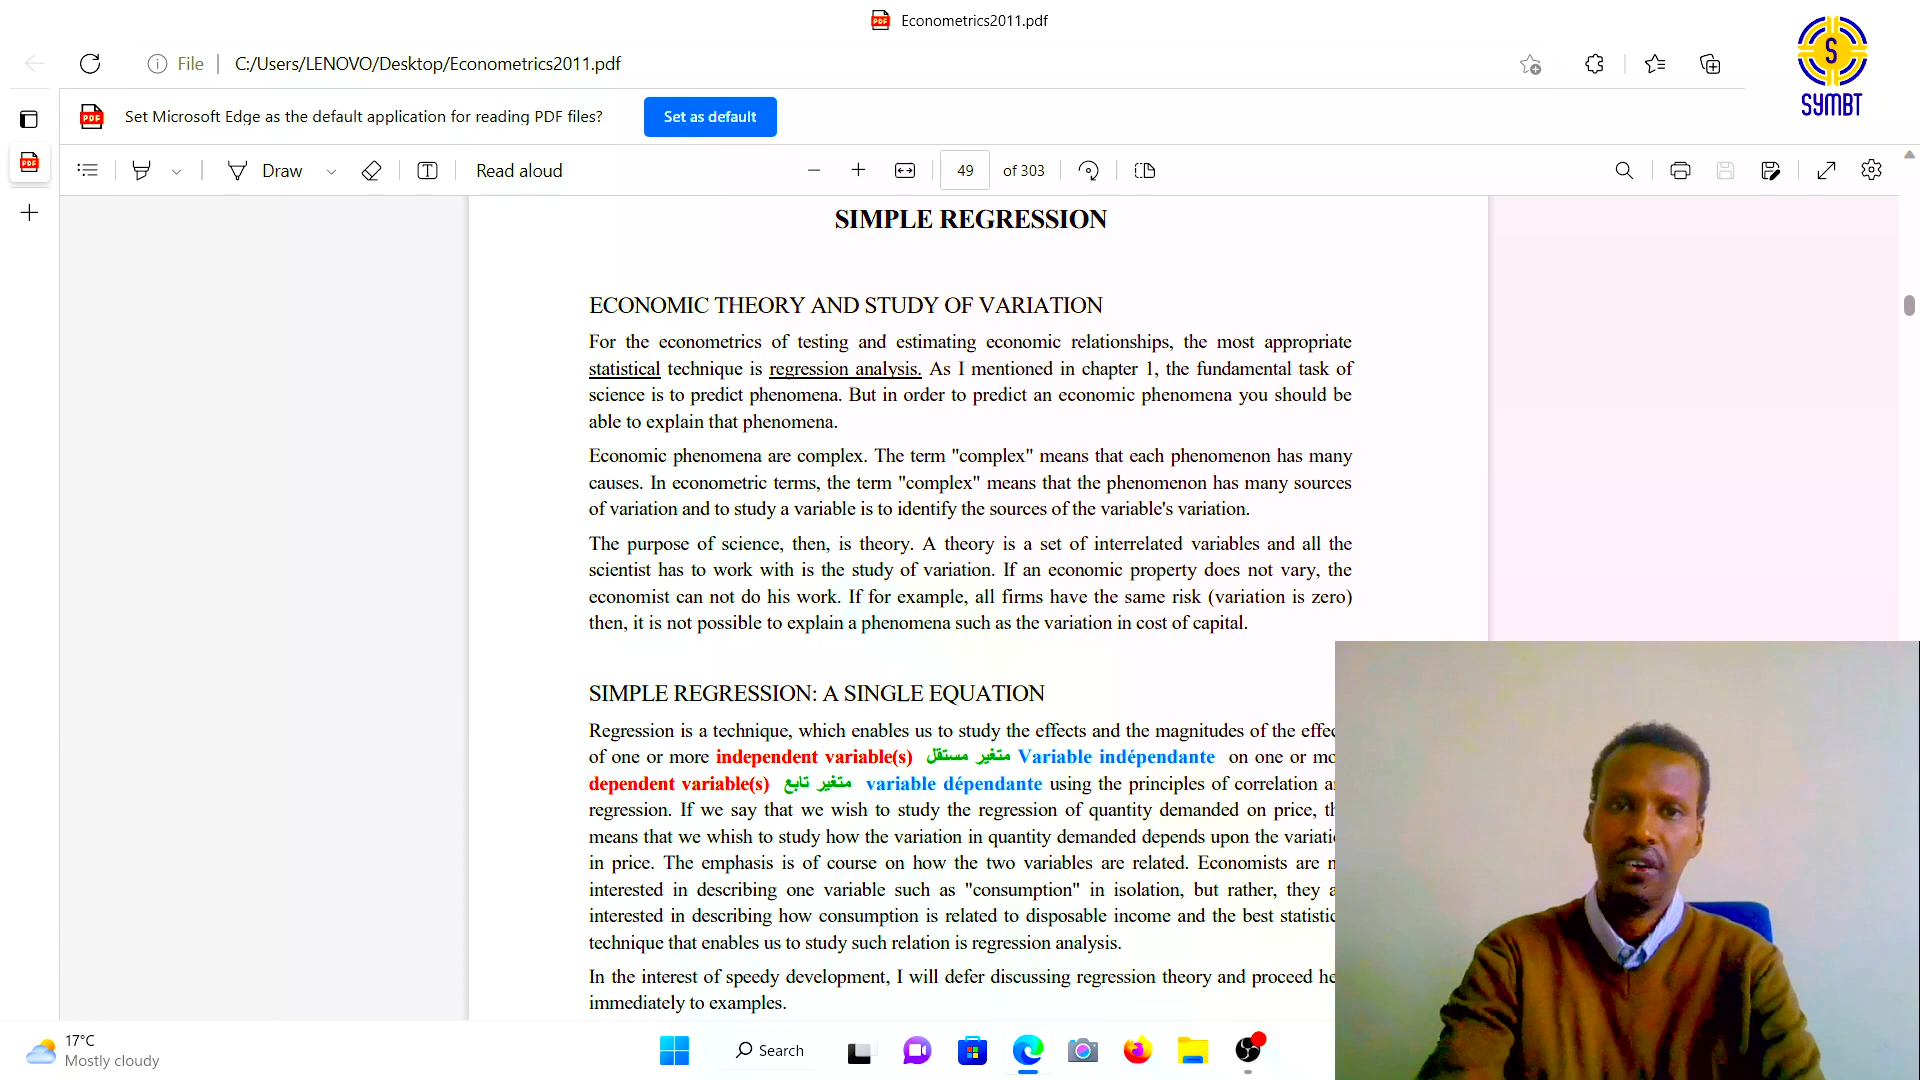 Econometrics2011.pdf
File
C:/Users/LENOVO/Desktop/Econometrics2011.pdf
S
SYMBT
PDF
Set Microsoft Edge as the default application for reading PDF files?
Set as default
Draw
Read aloud
49
of 303
SIMPLE REGRESSION
ECONOMIC THEORY AND STUDY OF VARIATION
For the econometrics of testing and estimating economic relationships, the most appropriate
statistical technique is regression analysis. As I mentioned in chapter 1, the fundamental task of
science is to predict phenomena. But in order to predict an economic phenomena you should be
able to explain that phenomena.
Economic phenomena are complex. The term "complex" means that each phenomenon has many
causes. In econometric terms, the term "complex" means that the phenomenon has many sources
of variation and to study a variable is to identify the sources of the variable's variation.
The purpose of science, then, is theory. A theory is a set of interrelated variables and all the
scientist has to work with is the study of variation. If an economic property does not vary, the
economist can not do his work. If for example, all firms have the same risk (variation is zero)
then, it is not possible to explain a phenomena such as the variation in cost of capital.
SIMPLE REGRESSION: A SINGLE EQUATION
Regression is a technique, which enables us to study the effects and the magnitudes of the effec
of one or more independent variable(s) متغير مستقل Variable indépendante on one or mo
dependent variable(s) متغير تابع variable dépendante using the principles of correlation a
regression. If we say that we wish to study the regression of quantity demanded on price, th
means that we whish to study how the variation in quantity demanded depends upon the variati
in price. The emphasis is of course on how the two variables are related. Economists are n
interested in describing one variable such as "consumption" in isolation, but rather, they a
interested in describing how consumption is related to disposable income and the best statistic
technique that enables us to study such relation is regression analysis.
In the interest of speedy development, I will defer discussing regression theory and proceed he
immediately to examples.
17°C
Mostly cloudy
Search